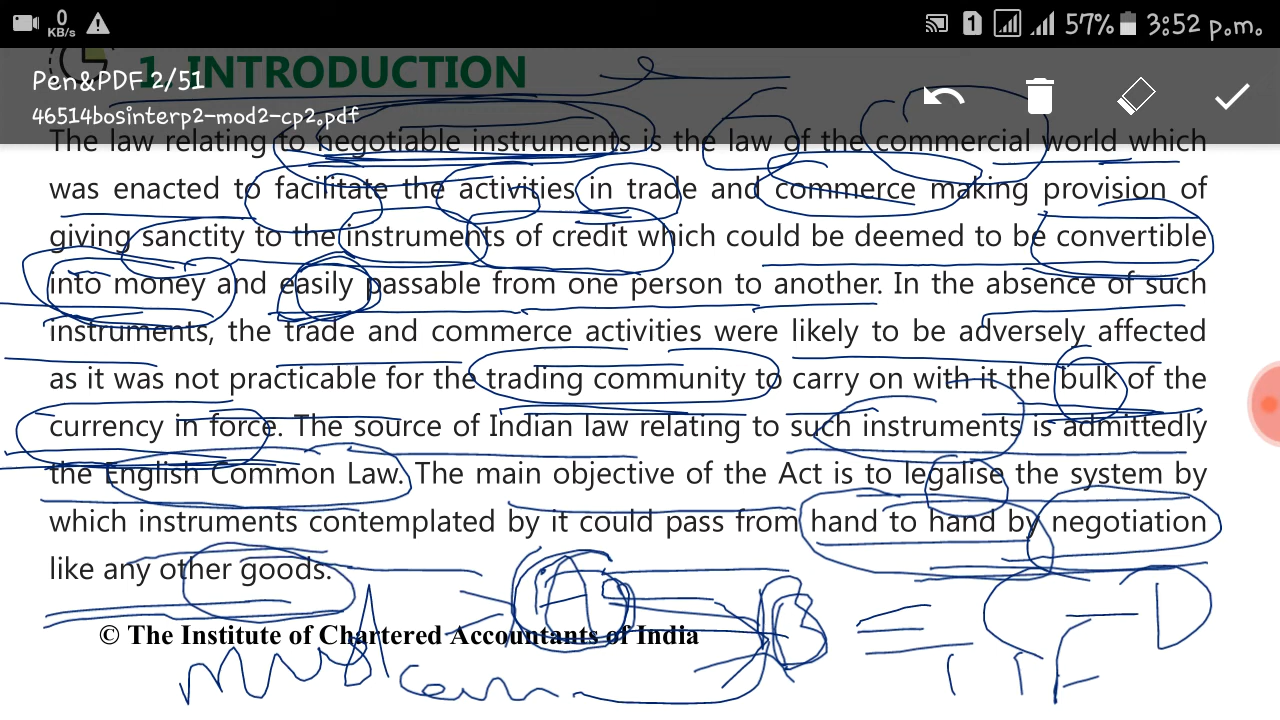 0 KB/s 1 57% 3:52 p.m.
1. INTRODUCTION
Pen&PDF 2/51
46514bosinterp2-mod2-cp2.pdf
The law relating to negotiable instruments is the law of the commercial world which
was enacted to facilitate the activities in trade and commerce making provision of
giving sanctity to the instruments of credit which could be deemed to be convertible
into money and easily passable from one person to another. In the absence of such
instruments, the trade and commerce activities were likely to be adversely affected
as it was not practicable for the trading community to carry on with it the bulk of the
currency in force. The source of Indian law relating to such instruments is admittedly
the English Common Law. The main objective of the Act is to legalise the system by
which instruments contemplated by it could pass from hand to hand by negotiation
like any other goods.
A B D
© The Institute of Chartered Accountants of India